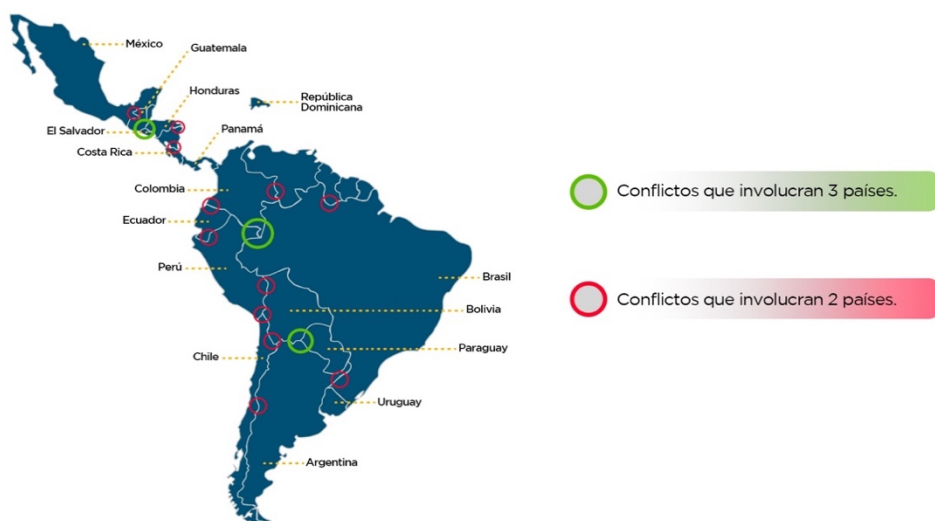 México
Guatemala
Honduras
República
Dominicana
El Salvador
Panamá
Costa Rica
Colombia
Ecuador
Perú
Brasil
Bolivia
Chile
Paraguay
Uruguay
Argentina
Conflictos que involucran 3 países.
Conflictos que involucran 2 países.